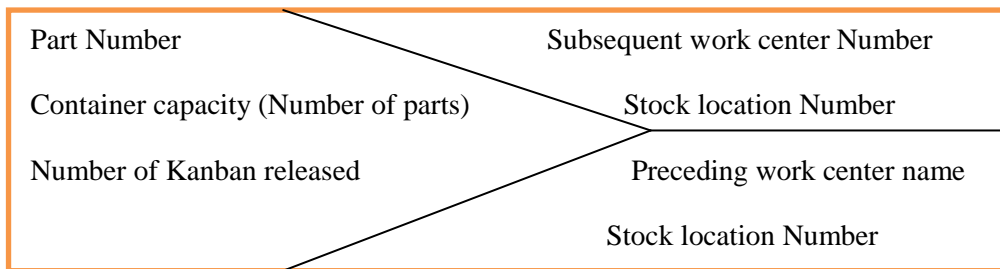 Part Number
Subsequent work center Number
Container capacity (Number of parts)
Stock location Number
Number of Kanban released
Preceding work center name
Stock location Number